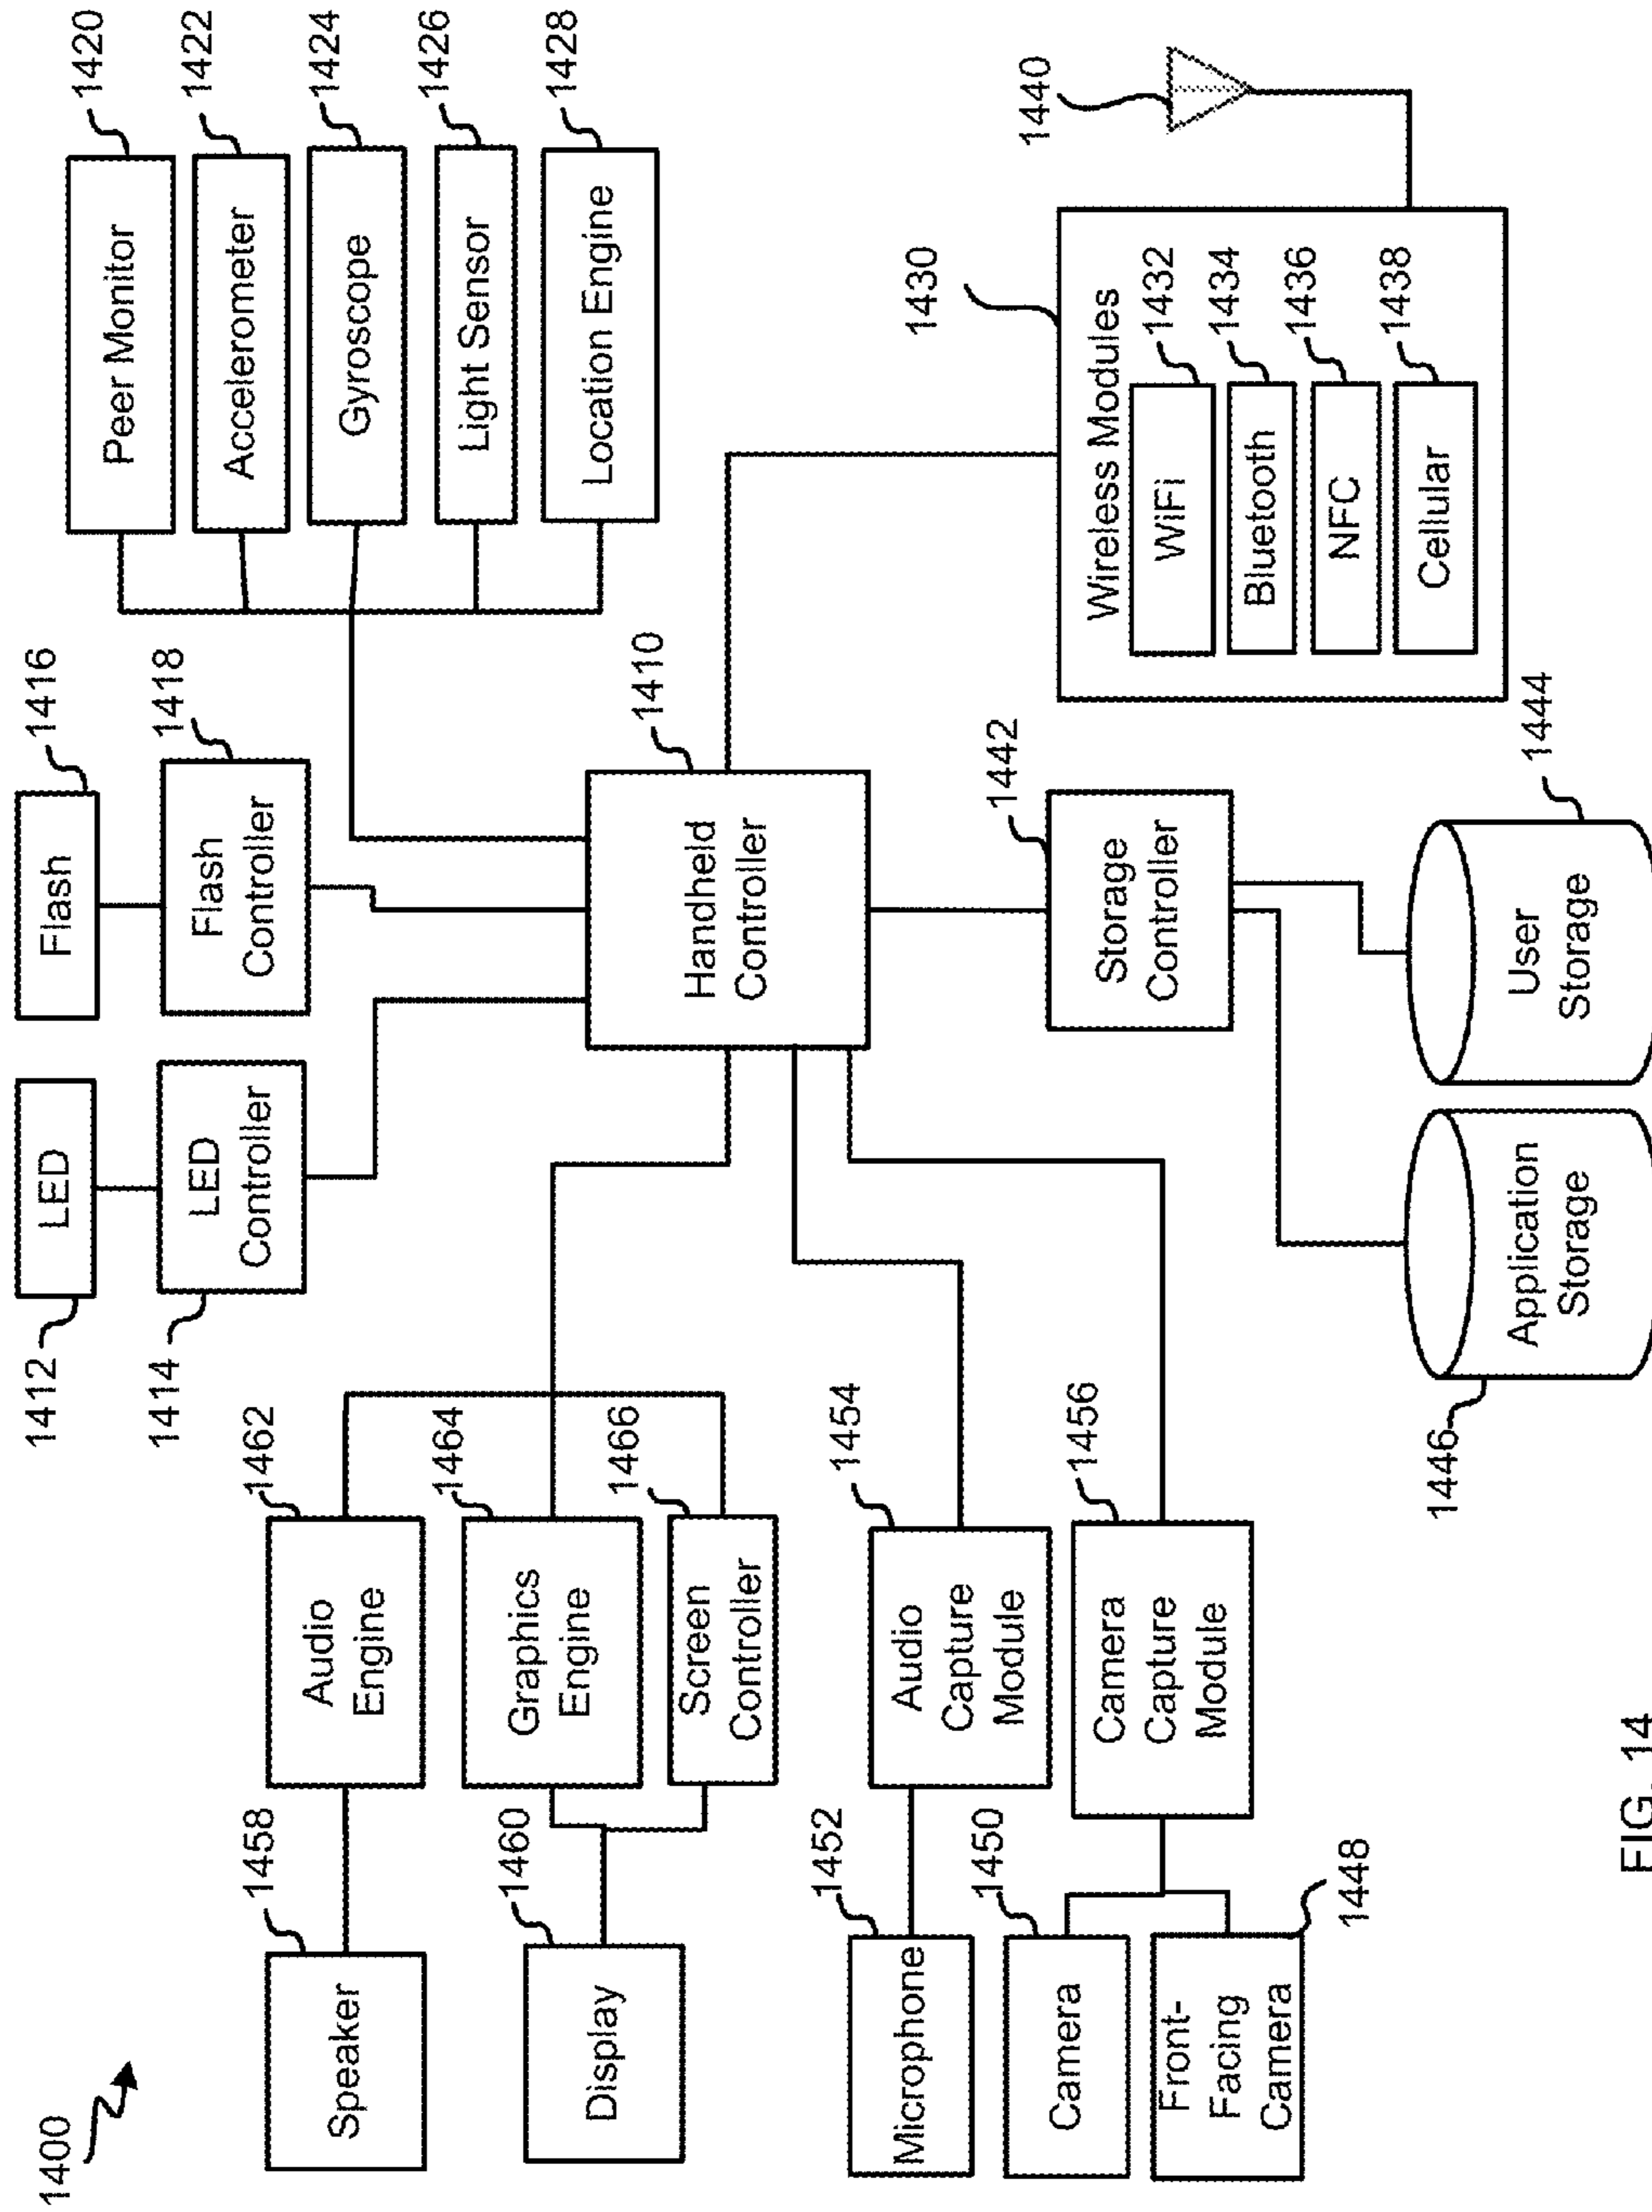 1400
1412
LED
1414
LED
Controller
1416
Flash
1418
Flash
Controller
1420
Peer Monitor
1422
Accelerometer
1424
Gyroscope
1426
Light Sensor
1428
Location Engine
1458
Speaker
1462
Audio
Engine
1460
Display
1464
Graphics
Engine
1466
Screen
Controller
1410
Handheld
Controller
1452
Microphone
1454
Audio
Capture
Module
1450
Camera
1448
Front-
Facing
Camera
1456
Camera
Capture
Module
1442
Storage
Controller
1446
Application
Storage
1444
User
Storage
1430
Wireless Modules
WiFi
1432
Bluetooth
1434
NFC
1436
Cellular
1438
1440
FIG. 14